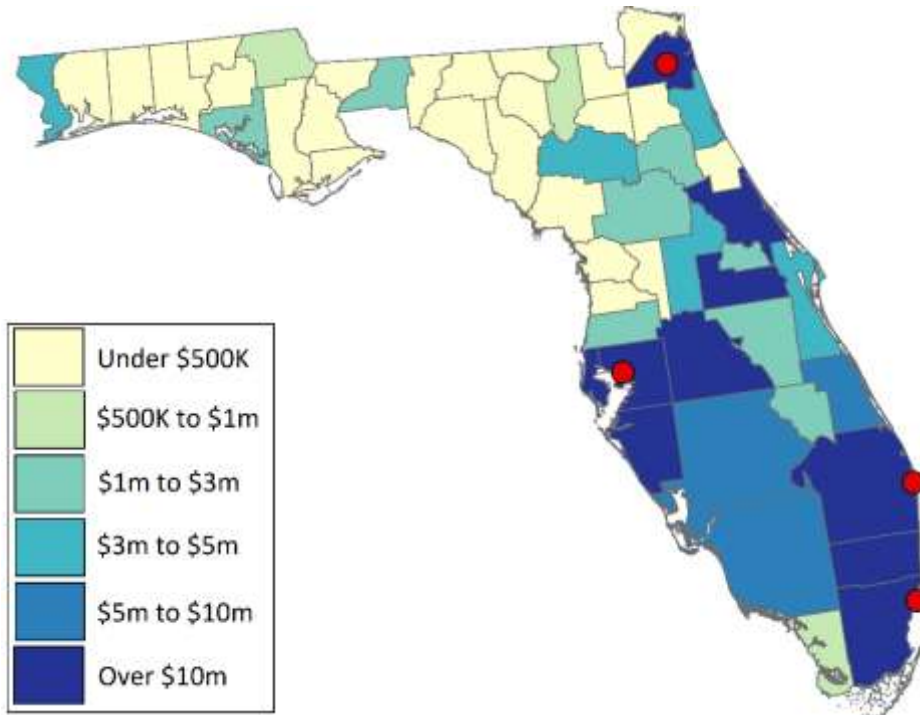 Under $500K
$500K to $1m
$1m to $3m
$3m to $5m
$5m to $10m
Over $10m